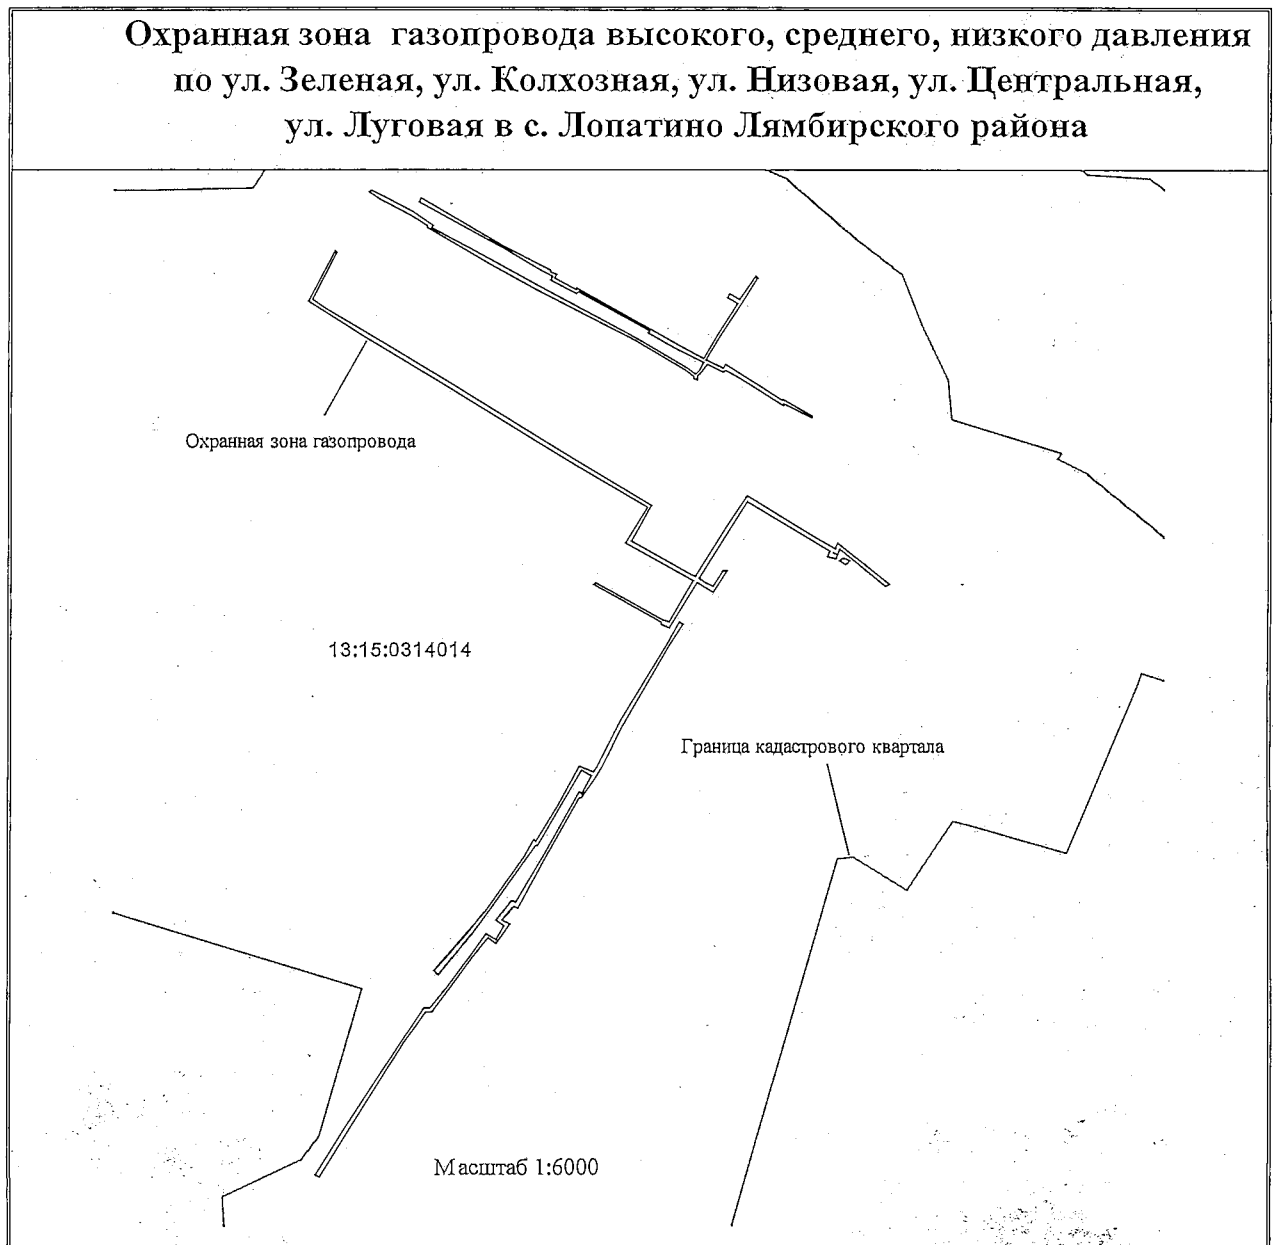 Охранная зона газопровода высокого, среднего, низкого давления
по ул. Зеленая, ул. Колхозная, ул. Низовая, ул. Центральная,
ул. Луговая в с. Лопатино Лямбирского района
Охранная зона газопровода
13:15:0314014
Граница кадастрового квартала
Масштаб 1:6000